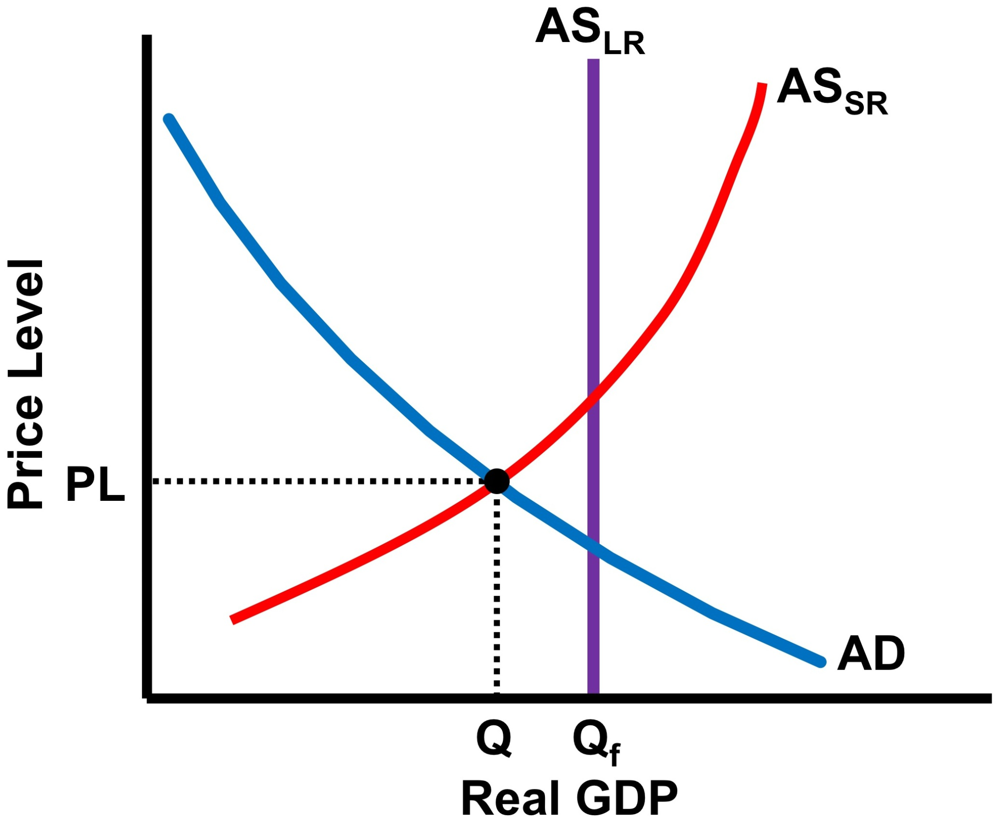 AS_LR
AS_SR
Price Level
PL
AD
Q
Q_f
Real GDP